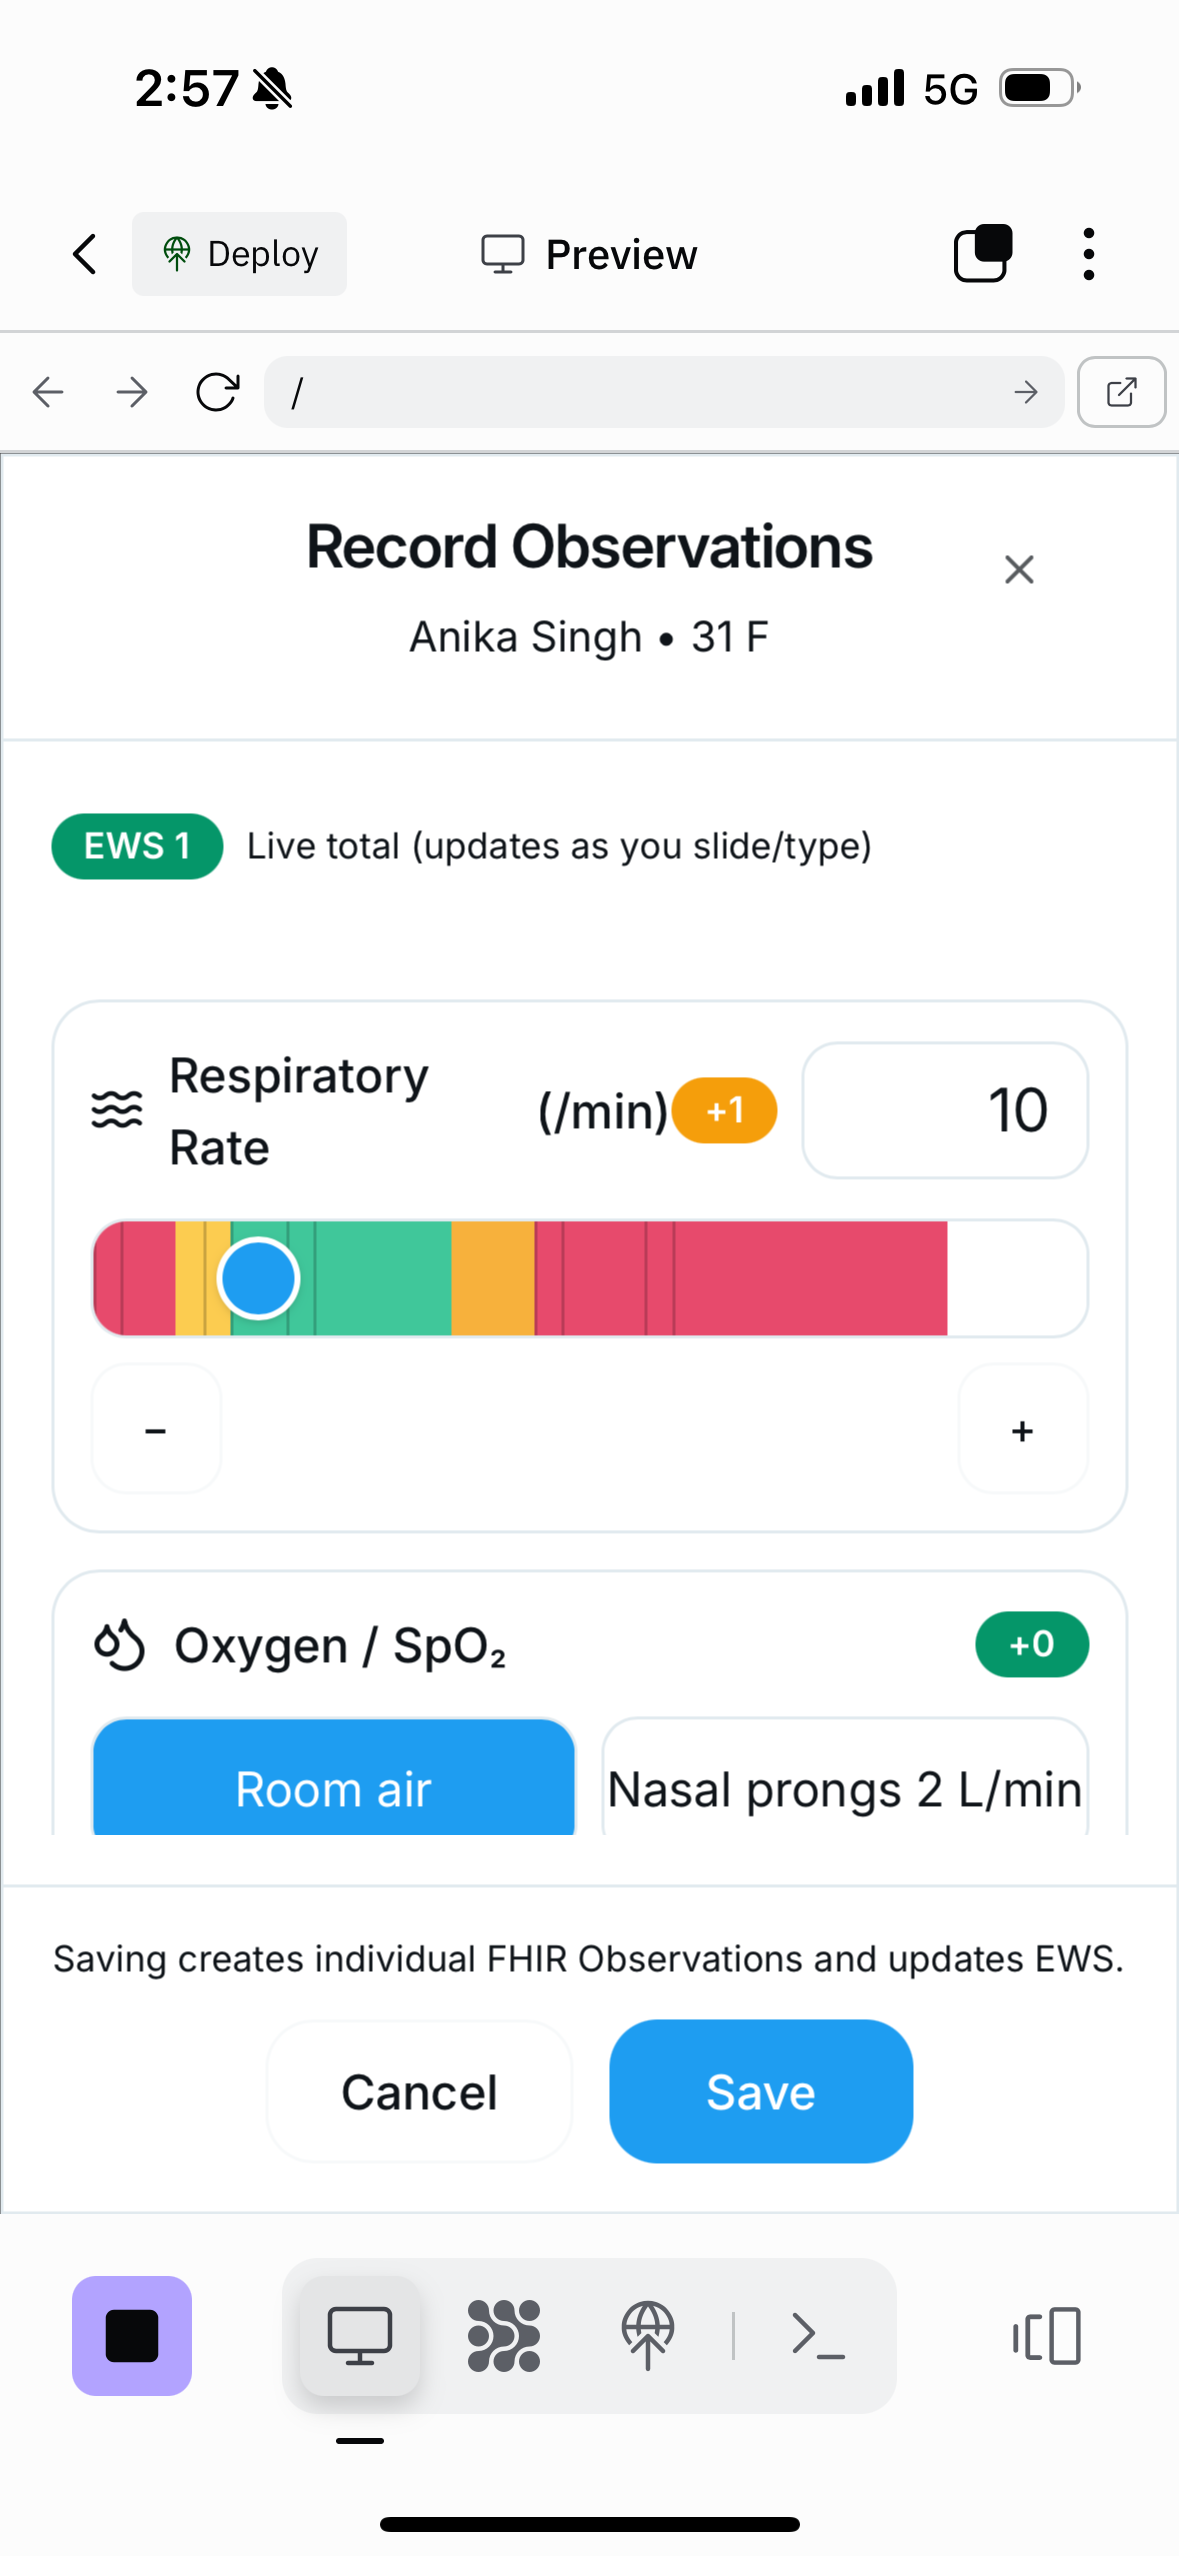 2:57
5G
Deploy
Preview
/
Record Observations
Anika Singh • 31 F
EWS 1
Live total (updates as you slide/type)
Respiratory
Rate
(/min)
+1
10
−
+
Oxygen / SpO₂
+0
Room air
Nasal prongs 2 L/min
Saving creates individual FHIR Observations and updates EWS.
Cancel
Save